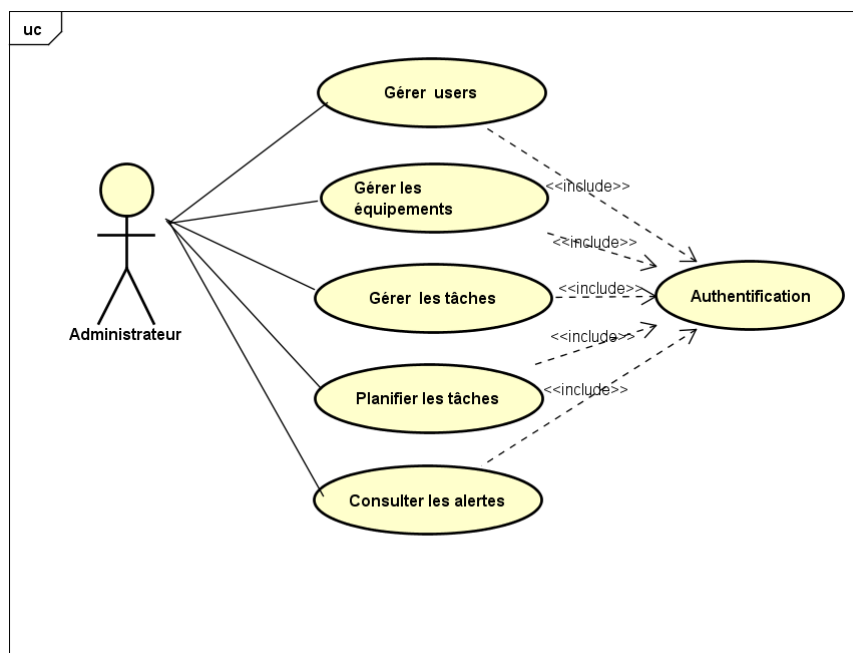 uc
Gérer users
Gérer les
équipements
<<include>>
<<include>>
Gérer les tâches
<<include>>
Authentification
Administrateur
<<include>>
Planifier les tâches
<<include>>
Consulter les alertes